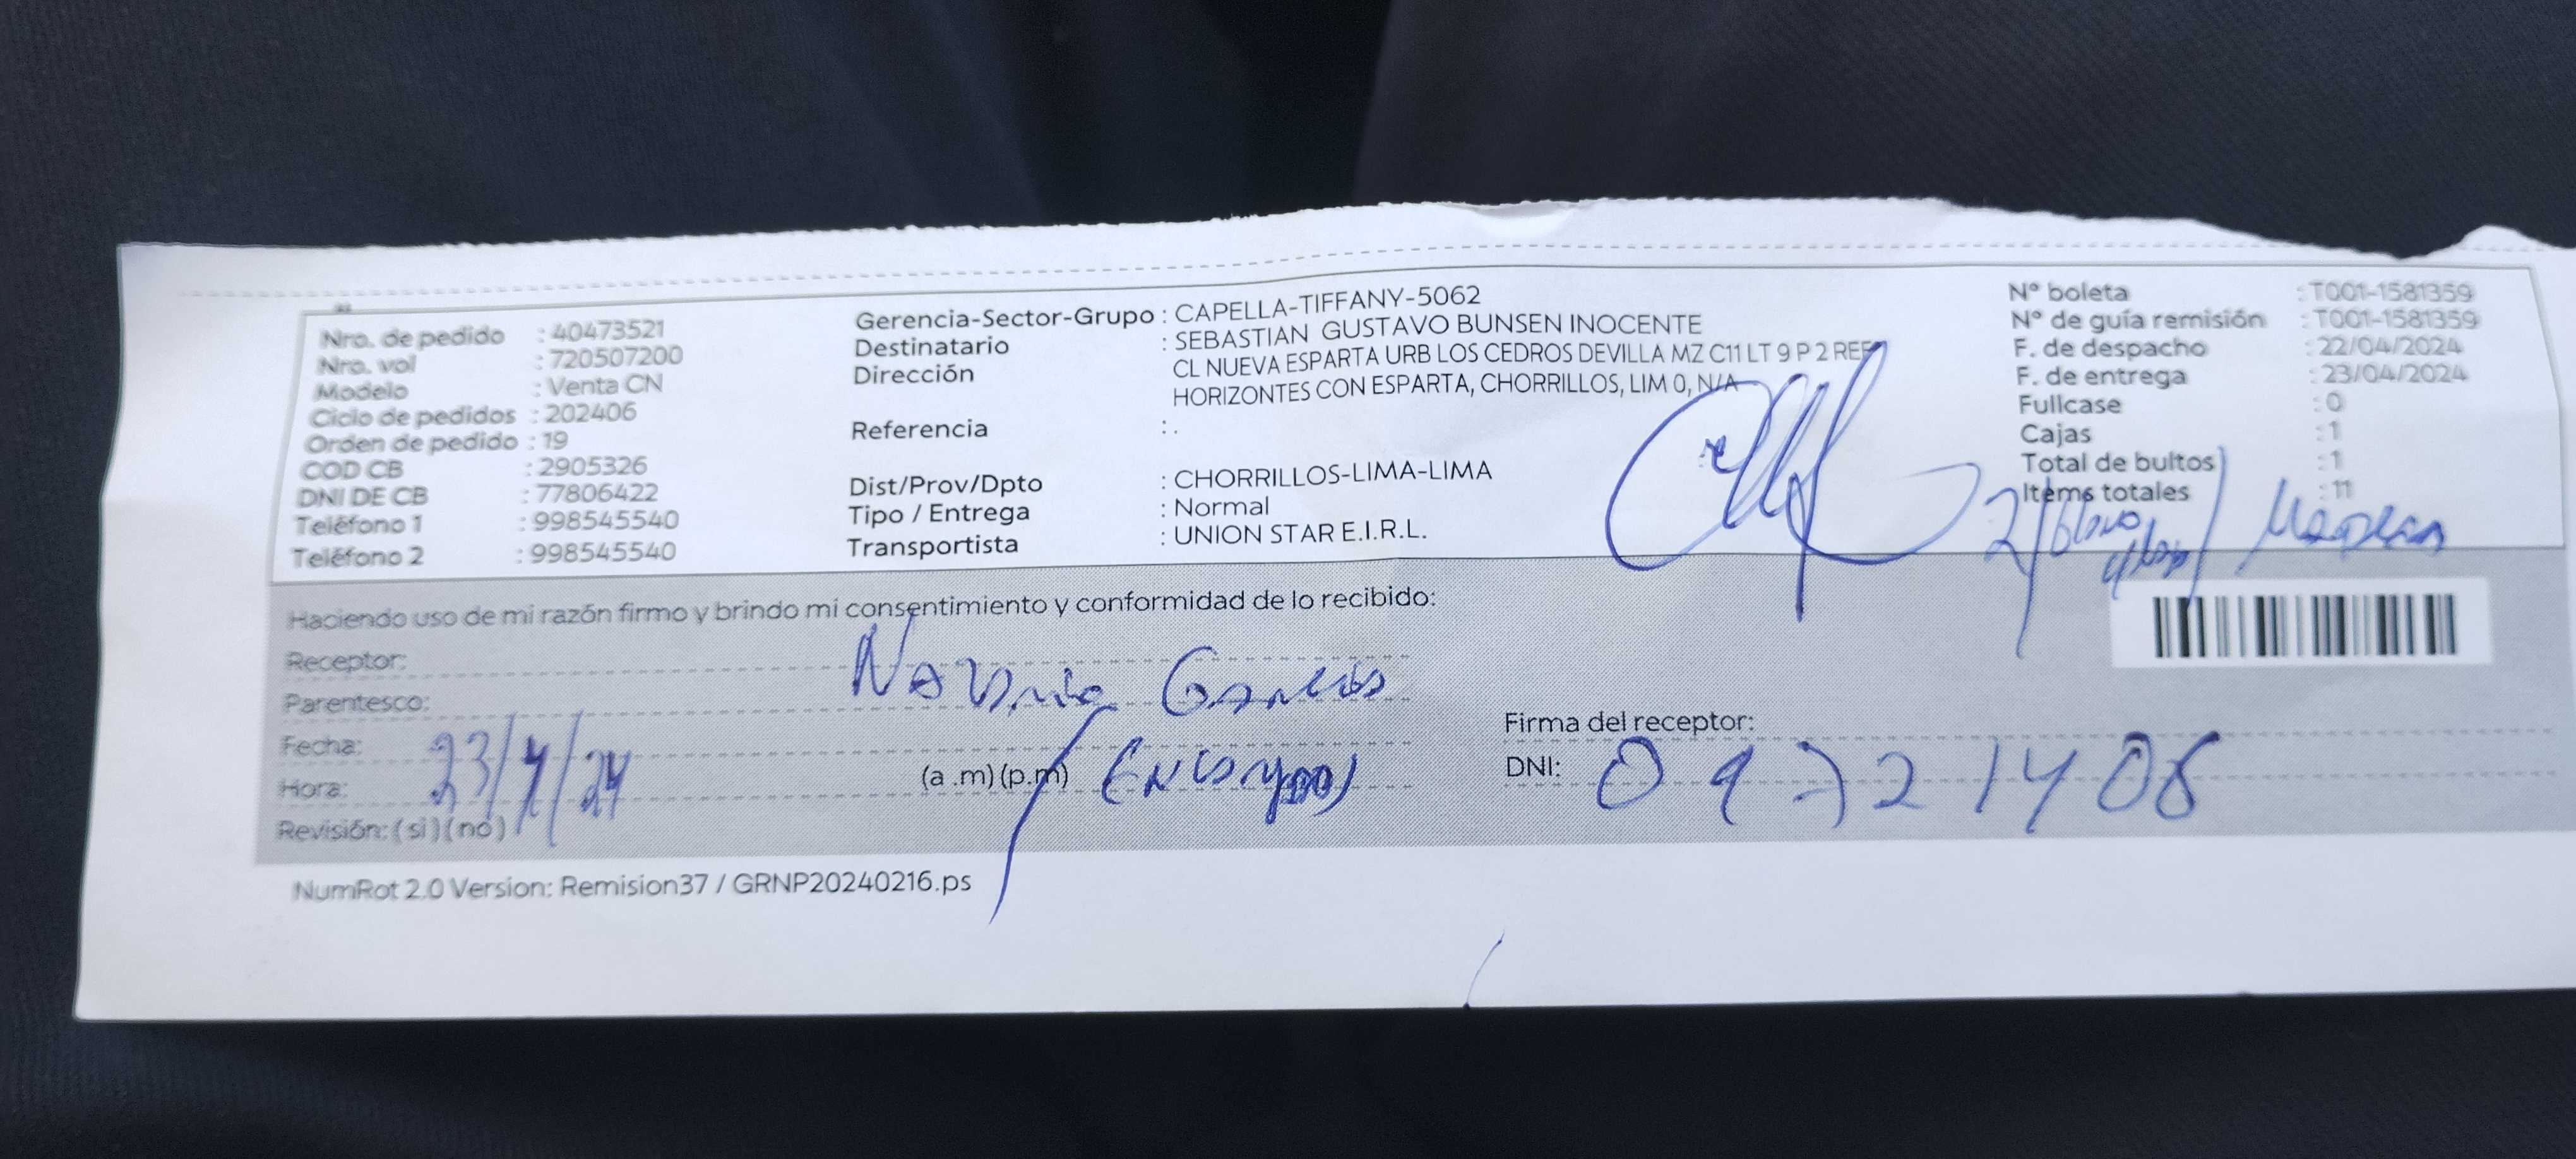 Nro. de pedido : 40473521
Nro. vol : 720507200
Modelo : Venta CN
Ciclo de pedidos : 202406
Orden de pedido : 19
COD CB : 2905326
DNI DE CB : 77806422
Teléfono 1 : 998545540
Teléfono 2 : 998545540
Gerencia-Sector-Grupo : CAPELLA-TIFFANY-5062
Destinatario : SEBASTIAN GUSTAVO BUNSEN INOCENTE
Dirección CL NUEVA ESPARTA URB LOS CEDROS DEVILLA MZ C11 LT 9 P 2 REF
HORIZONTES CON ESPARTA, CHORRILLOS, LIM 0, N/A
Referencia : .
Dist/Prov/Dpto : CHORRILLOS-LIMA-LIMA
Tipo / Entrega : Normal
Transportista : UNION STAR E.I.R.L.
N° boleta : T001-1581359
N° de guía remisión : T001-1581359
F. de despacho : 22/04/2024
F. de entrega : 23/04/2024
Fullcase : 0
Cajas : 1
Total de bultos : 1
Items totales : 11
Haciendo uso de mi razón firmo y brindo mi consentimiento y conformidad de lo recibido:
Receptor:
Parentesco:
Fecha: 23/4/24
Hora: (a .m) (p.m)
Revisión: ( si ) ( no )
Firma del receptor:
DNI: 09721408
NumRot 2.0 Version: Remision37 / GRNP20240216.ps